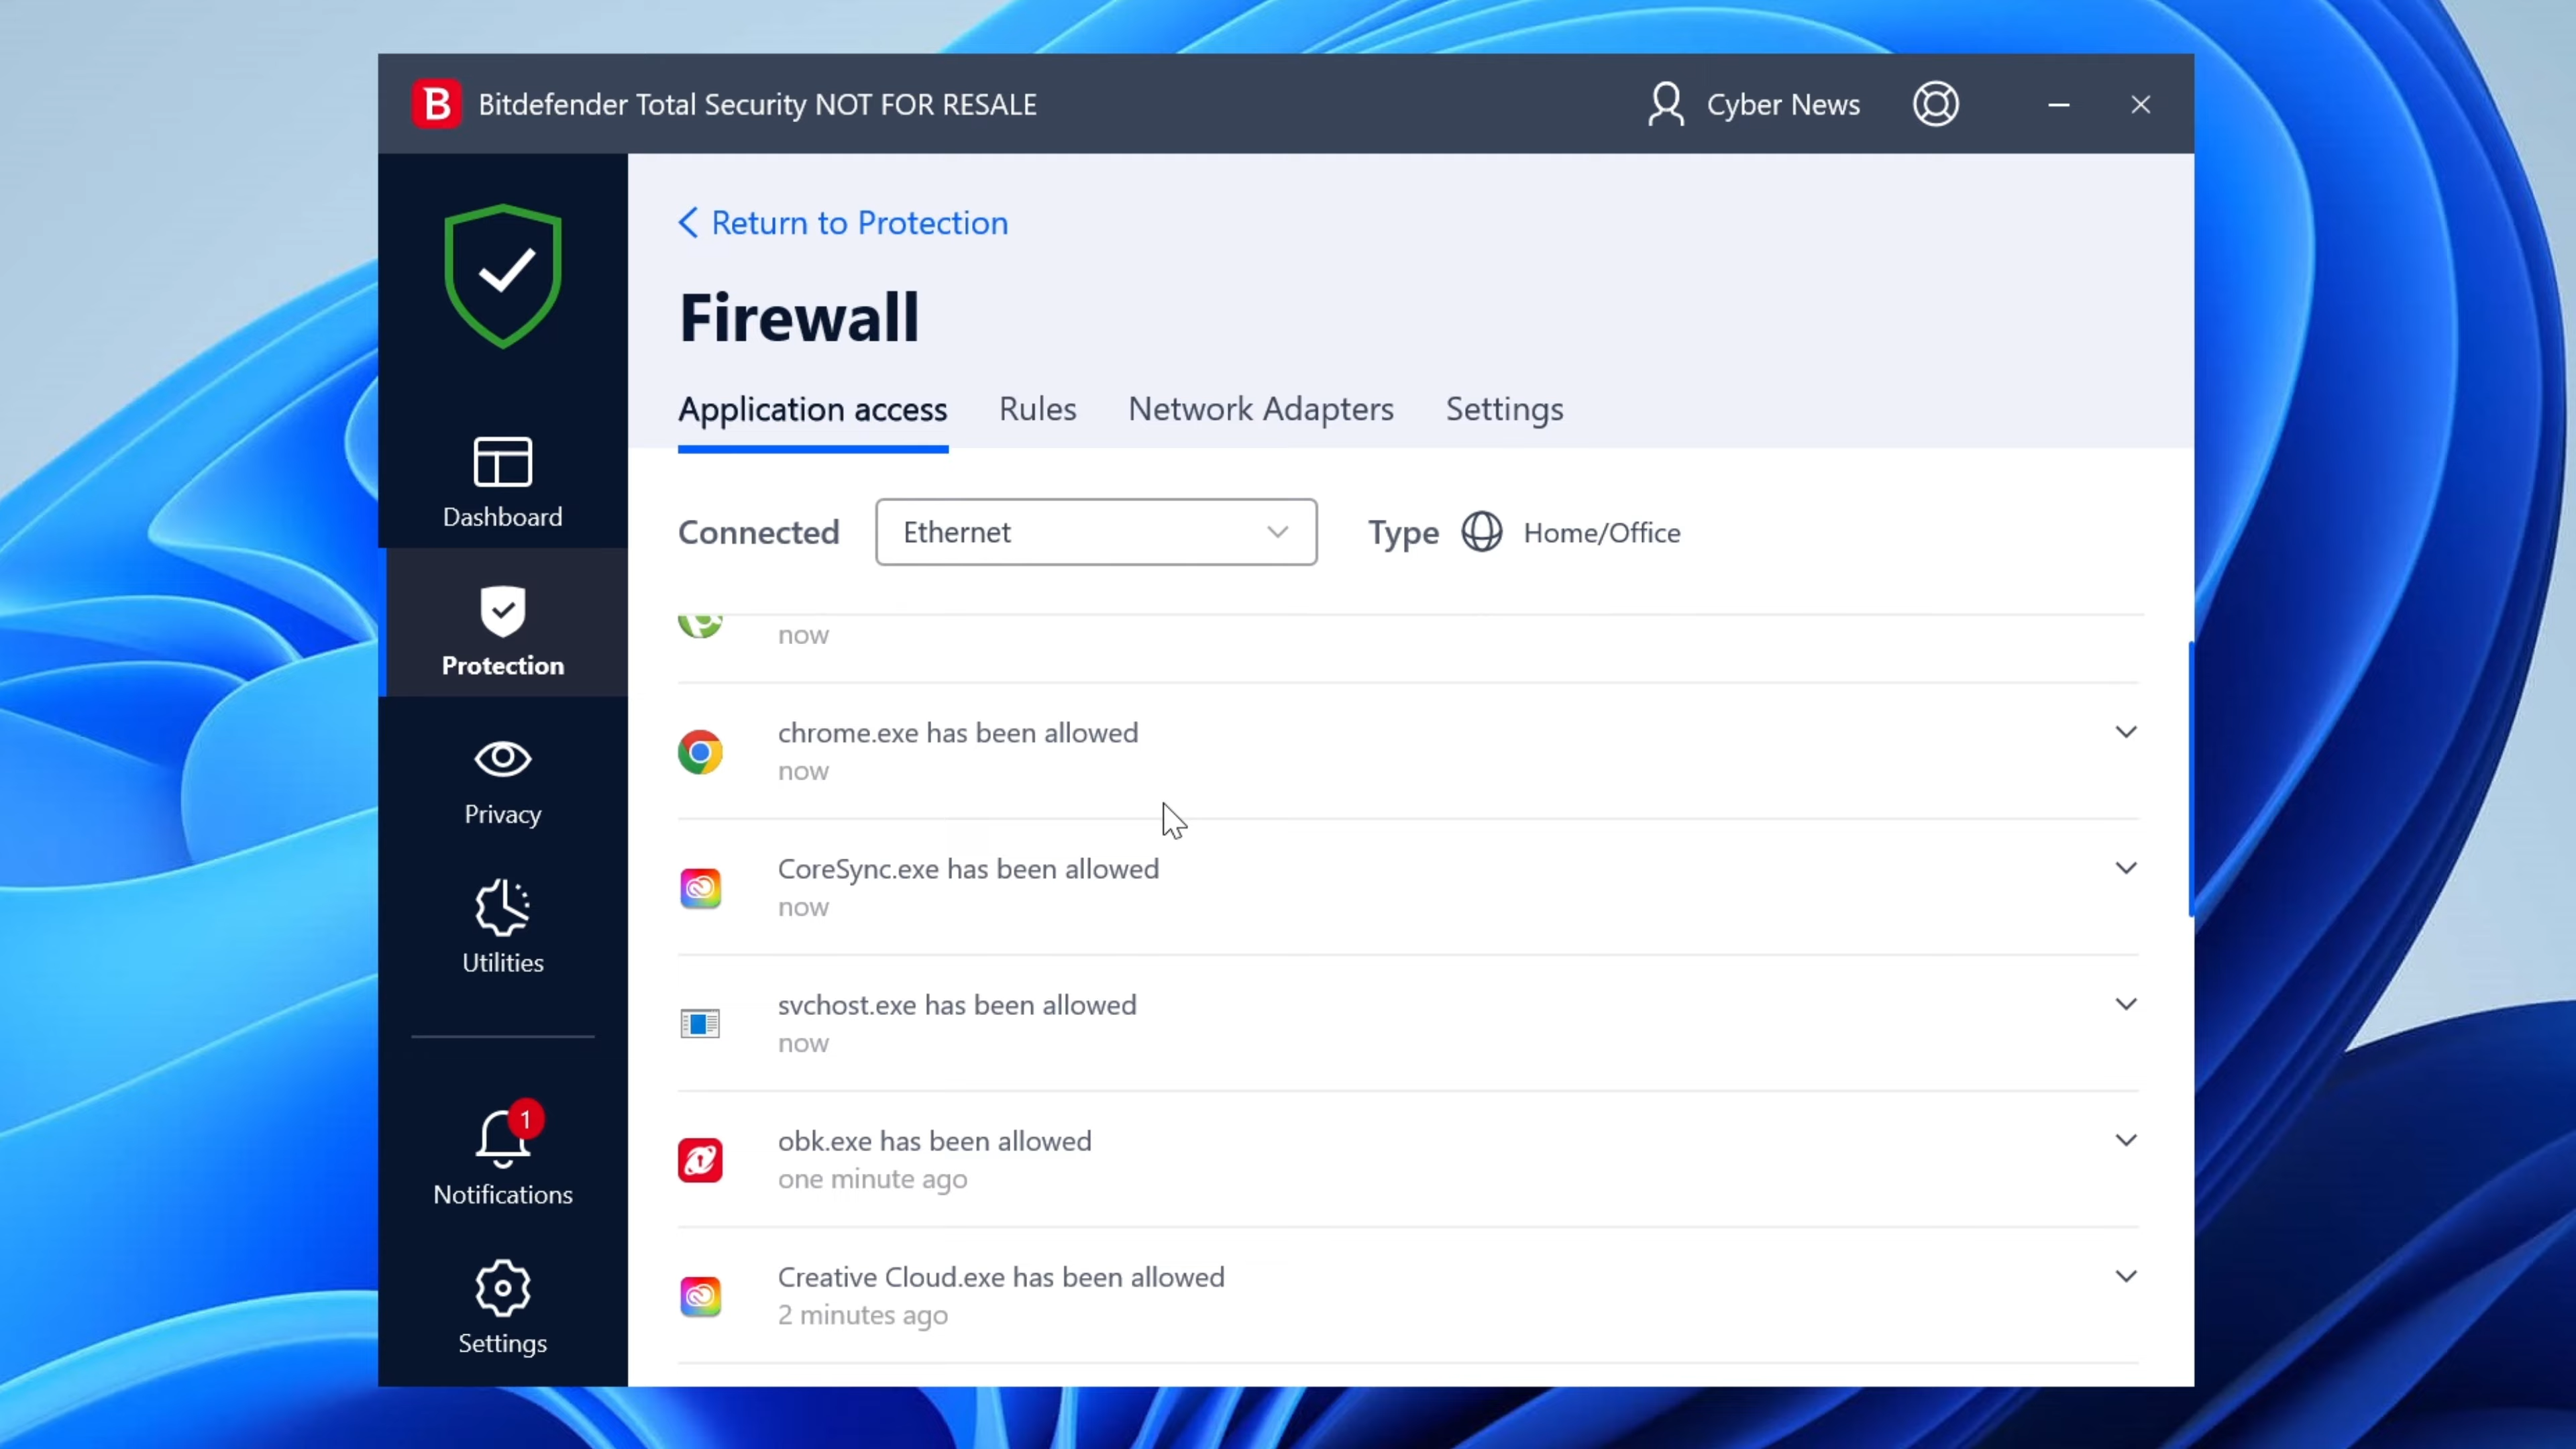 B Bitdefender Total Security NOT FOR RESALE
Cyber News
Return to Protection
Firewall
Application access Rules Network Adapters Settings
Connected Ethernet Type Home/Office
Dashboard
Protection
Privacy
Utilities
1
Notifications
Settings
now
chrome.exe has been allowed
now
CoreSync.exe has been allowed
now
svchost.exe has been allowed
now
obk.exe has been allowed
one minute ago
Creative Cloud.exe has been allowed
2 minutes ago